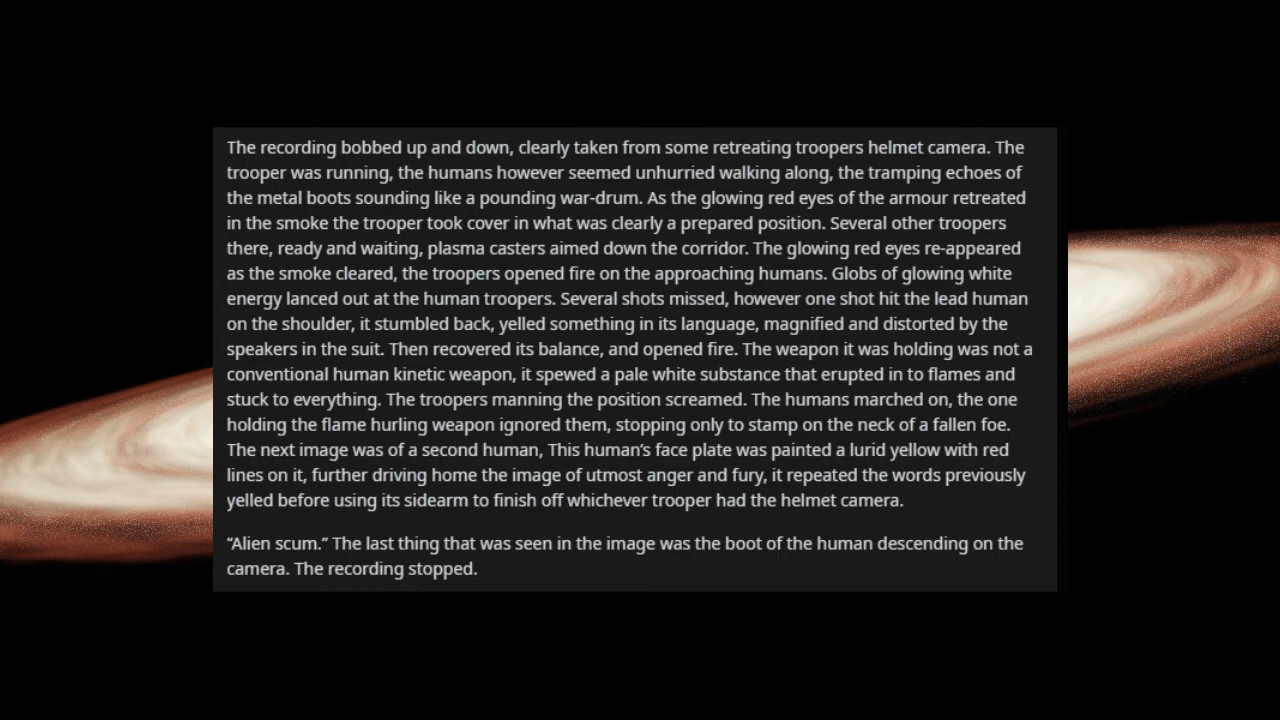 The recording bobbed up and down, clearly taken from some retreating troopers helmet camera. The
trooper was running, the humans however seemed unhurried walking along, the tramping echoes of
the metal boots sounding like a pounding war-drum. As the glowing red eyes of the armour retreated
in the smoke the trooper took cover in what was clearly a prepared position. Several other troopers
there, ready and waiting, plasma casters aimed down the corridor. The glowing red eyes re-appeared
as the smoke cleared, the troopers opened fire on the approaching humans. Globs of glowing white
energy lanced out at the human troopers. Several shots missed, however one shot hit the lead human
on the shoulder, it stumbled back, yelled something in its language, magnified and distorted by the
speakers in the suit. Then recovered its balance, and opened fire. The weapon it was holding was not a
conventional human kinetic weapon, it spewed a pale white substance that erupted in to flames and
stuck to everything. The troopers manning the position screamed. The humans marched on, the one
holding the flame hurling weapon ignored them, stopping only to stamp on the neck of a fallen foe.
The next image was of a second human, This human’s face plate was painted a lurid yellow with red
lines on it, further driving home the image of utmost anger and fury, it repeated the words previously
yelled before using its sidearm to finish off whichever trooper had the helmet camera.
“Alien scum.” The last thing that was seen in the image was the boot of the human descending on the
camera. The recording stopped.